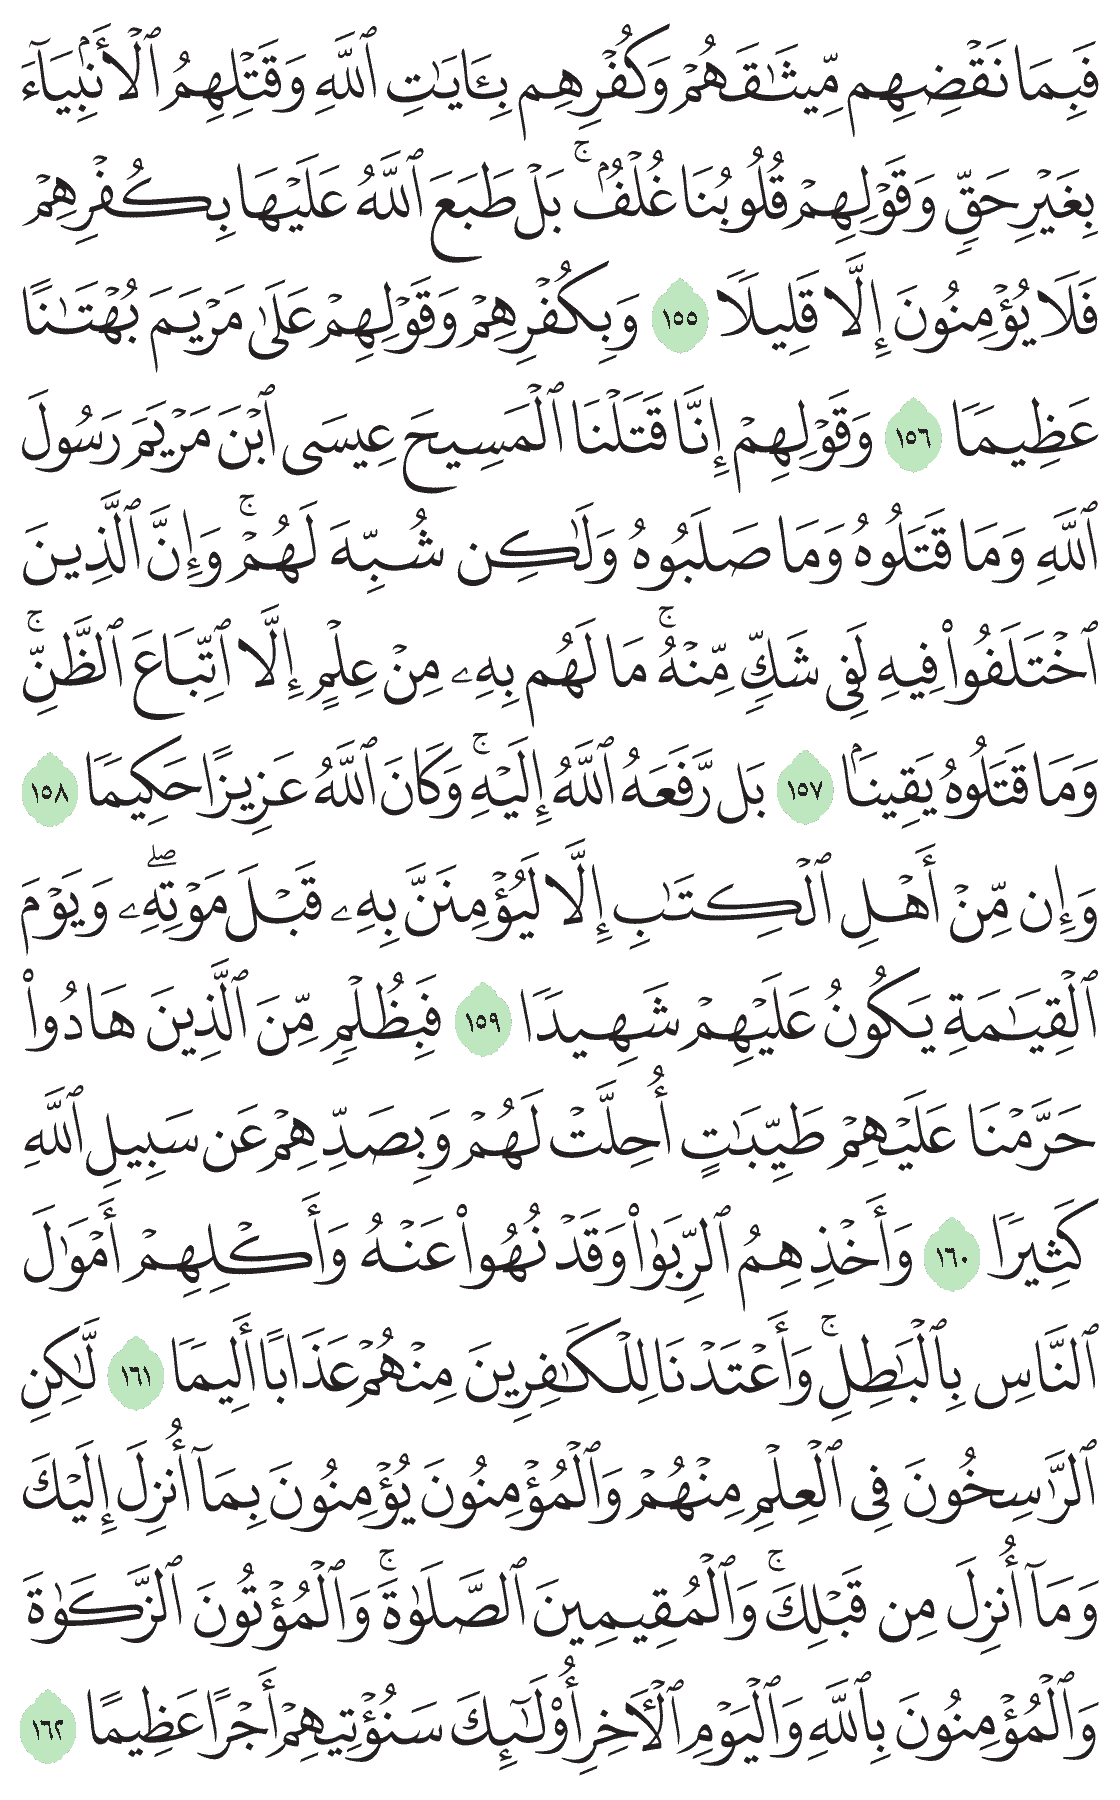 فَبِمَا نَقْضِهِم مِّيثَٰقَهُمْ وَكُفْرِهِم بِـَٔايَٰتِ ٱللَّهِ وَقَتْلِهِمُ ٱلْأَنۢبِيَآءَ
بِغَيْرِ حَقٍّ وَقَوْلِهِمْ قُلُوبُنَا غُلْفٌۢ ۚ بَلْ طَبَعَ ٱللَّهُ عَلَيْهَا بِكُفْرِهِمْ
فَلَا يُؤْمِنُونَ إِلَّا قَلِيلًا ١٥٥ وَبِكُفْرِهِمْ وَقَوْلِهِمْ عَلَىٰ مَرْيَمَ بُهْتَٰنًا
عَظِيمًا ١٥٦ وَقَوْلِهِمْ إِنَّا قَتَلْنَا ٱلْمَسِيحَ عِيسَى ٱبْنَ مَرْيَمَ رَسُولَ
ٱللَّهِ وَمَا قَتَلُوهُ وَمَا صَلَبُوهُ وَلَٰكِن شُبِّهَ لَهُمْ ۚ وَإِنَّ ٱلَّذِينَ
ٱخْتَلَفُوا۟ فِيهِ لَفِى شَكٍّ مِّنْهُ ۚ مَا لَهُم بِهِۦ مِنْ عِلْمٍ إِلَّا ٱتِّبَاعَ ٱلظَّنِّ ۚ
وَمَا قَتَلُوهُ يَقِينًۢا ١٥٧ بَل رَّفَعَهُ ٱللَّهُ إِلَيْهِ ۚ وَكَانَ ٱللَّهُ عَزِيزًا حَكِيمًا ١٥٨
وَإِن مِّنْ أَهْلِ ٱلْكِتَٰبِ إِلَّا لَيُؤْمِنَنَّ بِهِۦ قَبْلَ مَوْتِهِۦ ۖ وَيَوْمَ
ٱلْقِيَٰمَةِ يَكُونُ عَلَيْهِمْ شَهِيدًا ١٥٩ فَبِظُلْمٍ مِّنَ ٱلَّذِينَ هَادُوا۟
حَرَّمْنَا عَلَيْهِمْ طَيِّبَٰتٍ أُحِلَّتْ لَهُمْ وَبِصَدِّهِمْ عَن سَبِيلِ ٱللَّهِ
كَثِيرًا ١٦٠ وَأَخْذِهِمُ ٱلرِّبَوٰا۟ وَقَدْ نُهُوا۟ عَنْهُ وَأَكْلِهِمْ أَمْوَٰلَ
ٱلنَّاسِ بِٱلْبَٰطِلِ ۚ وَأَعْتَدْنَا لِلْكَٰفِرِينَ مِنْهُمْ عَذَابًا أَلِيمًا ١٦١ لَّٰكِنِ
ٱلرَّٰسِخُونَ فِى ٱلْعِلْمِ مِنْهُمْ وَٱلْمُؤْمِنُونَ يُؤْمِنُونَ بِمَآ أُنزِلَ إِلَيْكَ
وَمَآ أُنزِلَ مِن قَبْلِكَ ۚ وَٱلْمُقِيمِينَ ٱلصَّلَوٰةَ ۚ وَٱلْمُؤْتُونَ ٱلزَّكَوٰةَ
وَٱلْمُؤْمِنُونَ بِٱللَّهِ وَٱلْيَوْمِ ٱلْـَٔاخِرِ أُو۟لَٰٓئِكَ سَنُؤْتِيهِمْ أَجْرًا عَظِيمًا ١٦٢